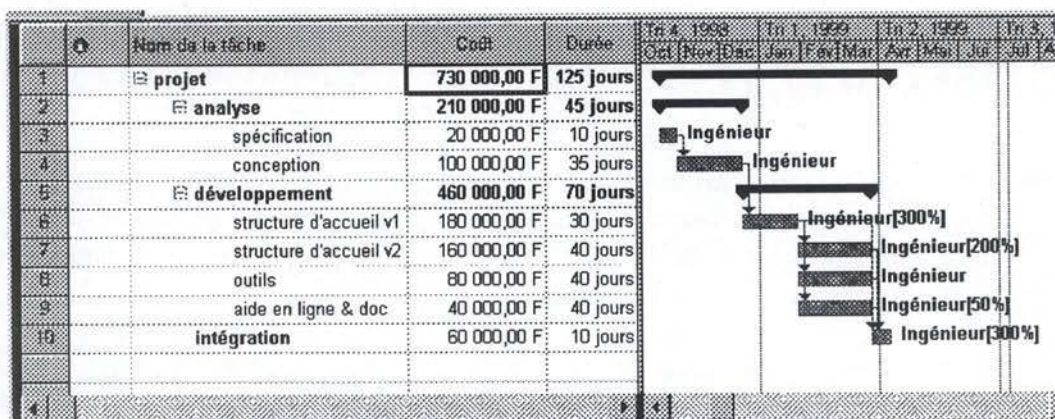 Nom de la tâche Coût Durée Tri 4, 1998 Tri 1, 1999 Tri 2, 1999 Tri 3, 1
Oct Nov Déc Jan Fév Mar Avr Mai Jui Jul A
1 projet 730 000,00 F 125 jours
2 analyse 210 000,00 F 45 jours
3 spécification 20 000,00 F 10 jours Ingénieur
4 conception 100 000,00 F 35 jours Ingénieur
5 développement 460 000,00 F 70 jours
6 structure d'accueil v1 180 000,00 F 30 jours Ingénieur[300%]
7 structure d'accueil v2 160 000,00 F 40 jours Ingénieur[200%]
8 outils 80 000,00 F 40 jours Ingénieur
9 aide en ligne & doc 40 000,00 F 40 jours Ingénieur[50%]
10 intégration 60 000,00 F 10 jours Ingénieur[300%]